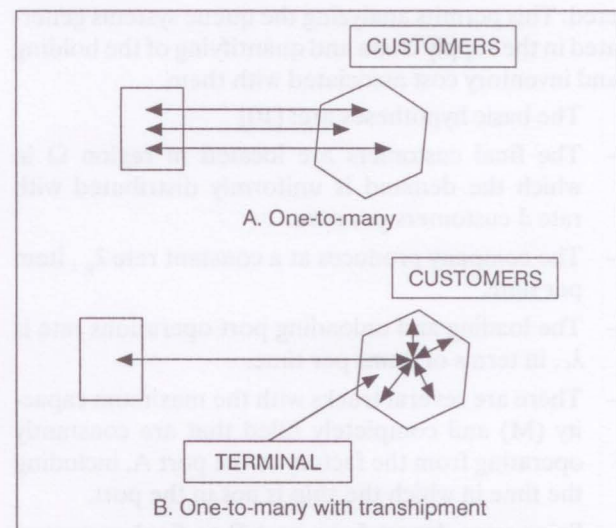 CUSTOMERS
A. One-to-many
CUSTOMERS
TERMINAL
B. One-to-many with transhipment